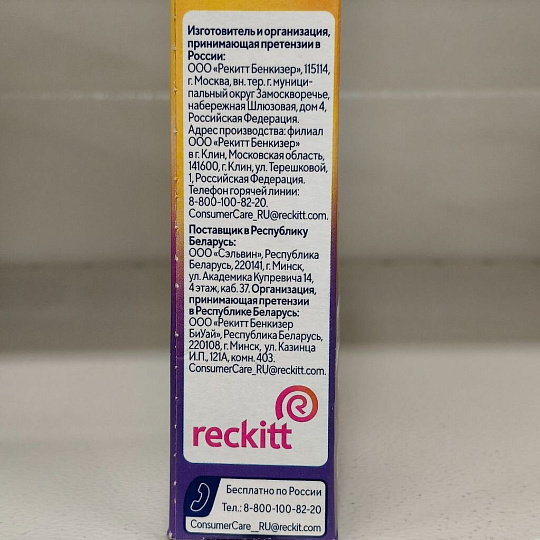 Изготовитель и организация,
принимающая претензии в
России:
ООО «Рекитт Бенкизер», 115114,
г. Москва, вн. тер. г. муници-
пальный округ Замоскворечье,
набережная Шлюзовая, дом 4,
Российская Федерация.
Адрес производства: филиал
ООО «Рекитт Бенкизер»
в г. Клин, Московская область,
141600, г. Клин, ул. Терешковой,
1, Российская Федерация.
Телефон горячей линии:
8-800-100-82-20.
ConsumerCare_RU@reckitt.com.
Поставщик в Республику
Беларусь:
ООО «Сэльвин», Республика
Беларусь, 220141, г. Минск,
ул. Академика Купревича 14,
4 этаж, каб. 37. Организация,
принимающая претензии
в Республике Беларусь:
ООО «Рекитт Бенкизер
БиУай», Республика Беларусь,
220108, г. Минск, ул. Казинца
И.П., 121А, комн. 403.
ConsumerCare_RU@reckitt.com.
reckitt
Бесплатно по России
Тел.: 8-800-100-82-20
ConsumerCare_RU@reckit.com